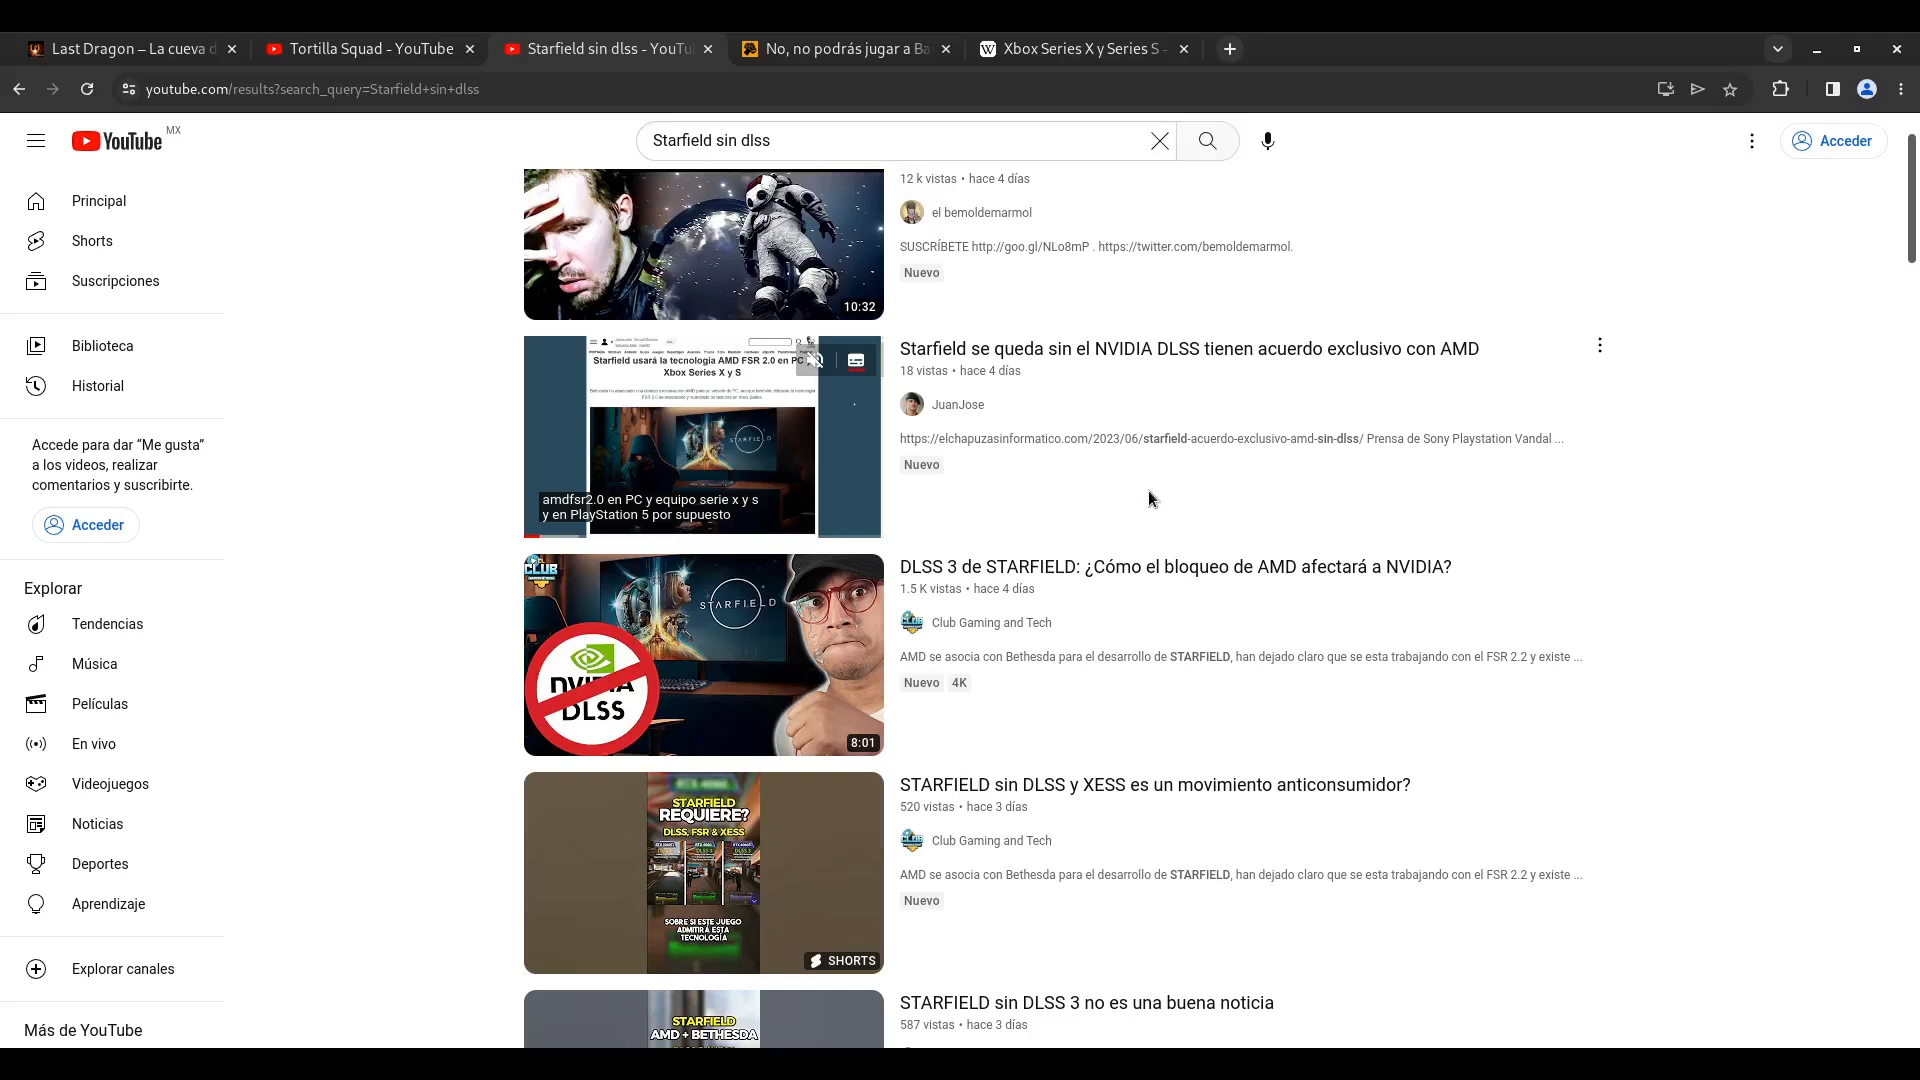 Last Dragon – La cueva d
Tortilla Squad - YouTube
Starfield sin dlss - YouTu
No, no podrás jugar a Ba
Xbox Series X y Series S -
youtube.com/results?search_query=Starfield+sin+dlss
YouTube MX
Starfield sin dlss
Acceder
Principal
Shorts
Suscripciones
Biblioteca
Historial
Accede para dar “Me gusta”
a los videos, realizar
comentarios y suscribirte.
Acceder
Explorar
Tendencias
Música
Películas
En vivo
Videojuegos
Noticias
Deportes
Aprendizaje
Explorar canales
Más de YouTube
10:32
12 k vistas • hace 4 días
el bemoldemarmol
SUSCRÍBETE http://goo.gl/NLo8mP . https://twitter.com/bemoldemarmol.
Nuevo
Starfield usará la tecnología AMD FSR 2.0 en PC
Xbox Series X y S
STARFIELD
amdfsr2.0 en PC y equipo serie x y s
y en PlayStation 5 por supuesto
Starfield se queda sin el NVIDIA DLSS tienen acuerdo exclusivo con AMD
18 vistas • hace 4 días
JuanJose
https://elchapuzasinformatico.com/2023/06/starfield-acuerdo-exclusivo-amd-sin-dlss/ Prensa de Sony Playstation Vandal ...
Nuevo
CLUB
STARFIELD
NVIDIA
DLSS
8:01
DLSS 3 de STARFIELD: ¿Cómo el bloqueo de AMD afectará a NVIDIA?
1.5 K vistas • hace 4 días
Club Gaming and Tech
AMD se asocia con Bethesda para el desarrollo de STARFIELD, han dejado claro que se esta trabajando con el FSR 2.2 y existe ...
Nuevo 4K
STARFIELD
REQUIERE?
DLSS, FSR & XESS
SOBRE SI ESTE JUEGO
ADMITIRÁ ESTA
TECNOLOGÍA
SHORTS
STARFIELD sin DLSS y XESS es un movimiento anticonsumidor?
520 vistas • hace 3 días
Club Gaming and Tech
AMD se asocia con Bethesda para el desarrollo de STARFIELD, han dejado claro que se esta trabajando con el FSR 2.2 y existe ...
Nuevo
STARFIELD
AMD + BETHESDA
STARFIELD sin DLSS 3 no es una buena noticia
587 vistas • hace 3 días